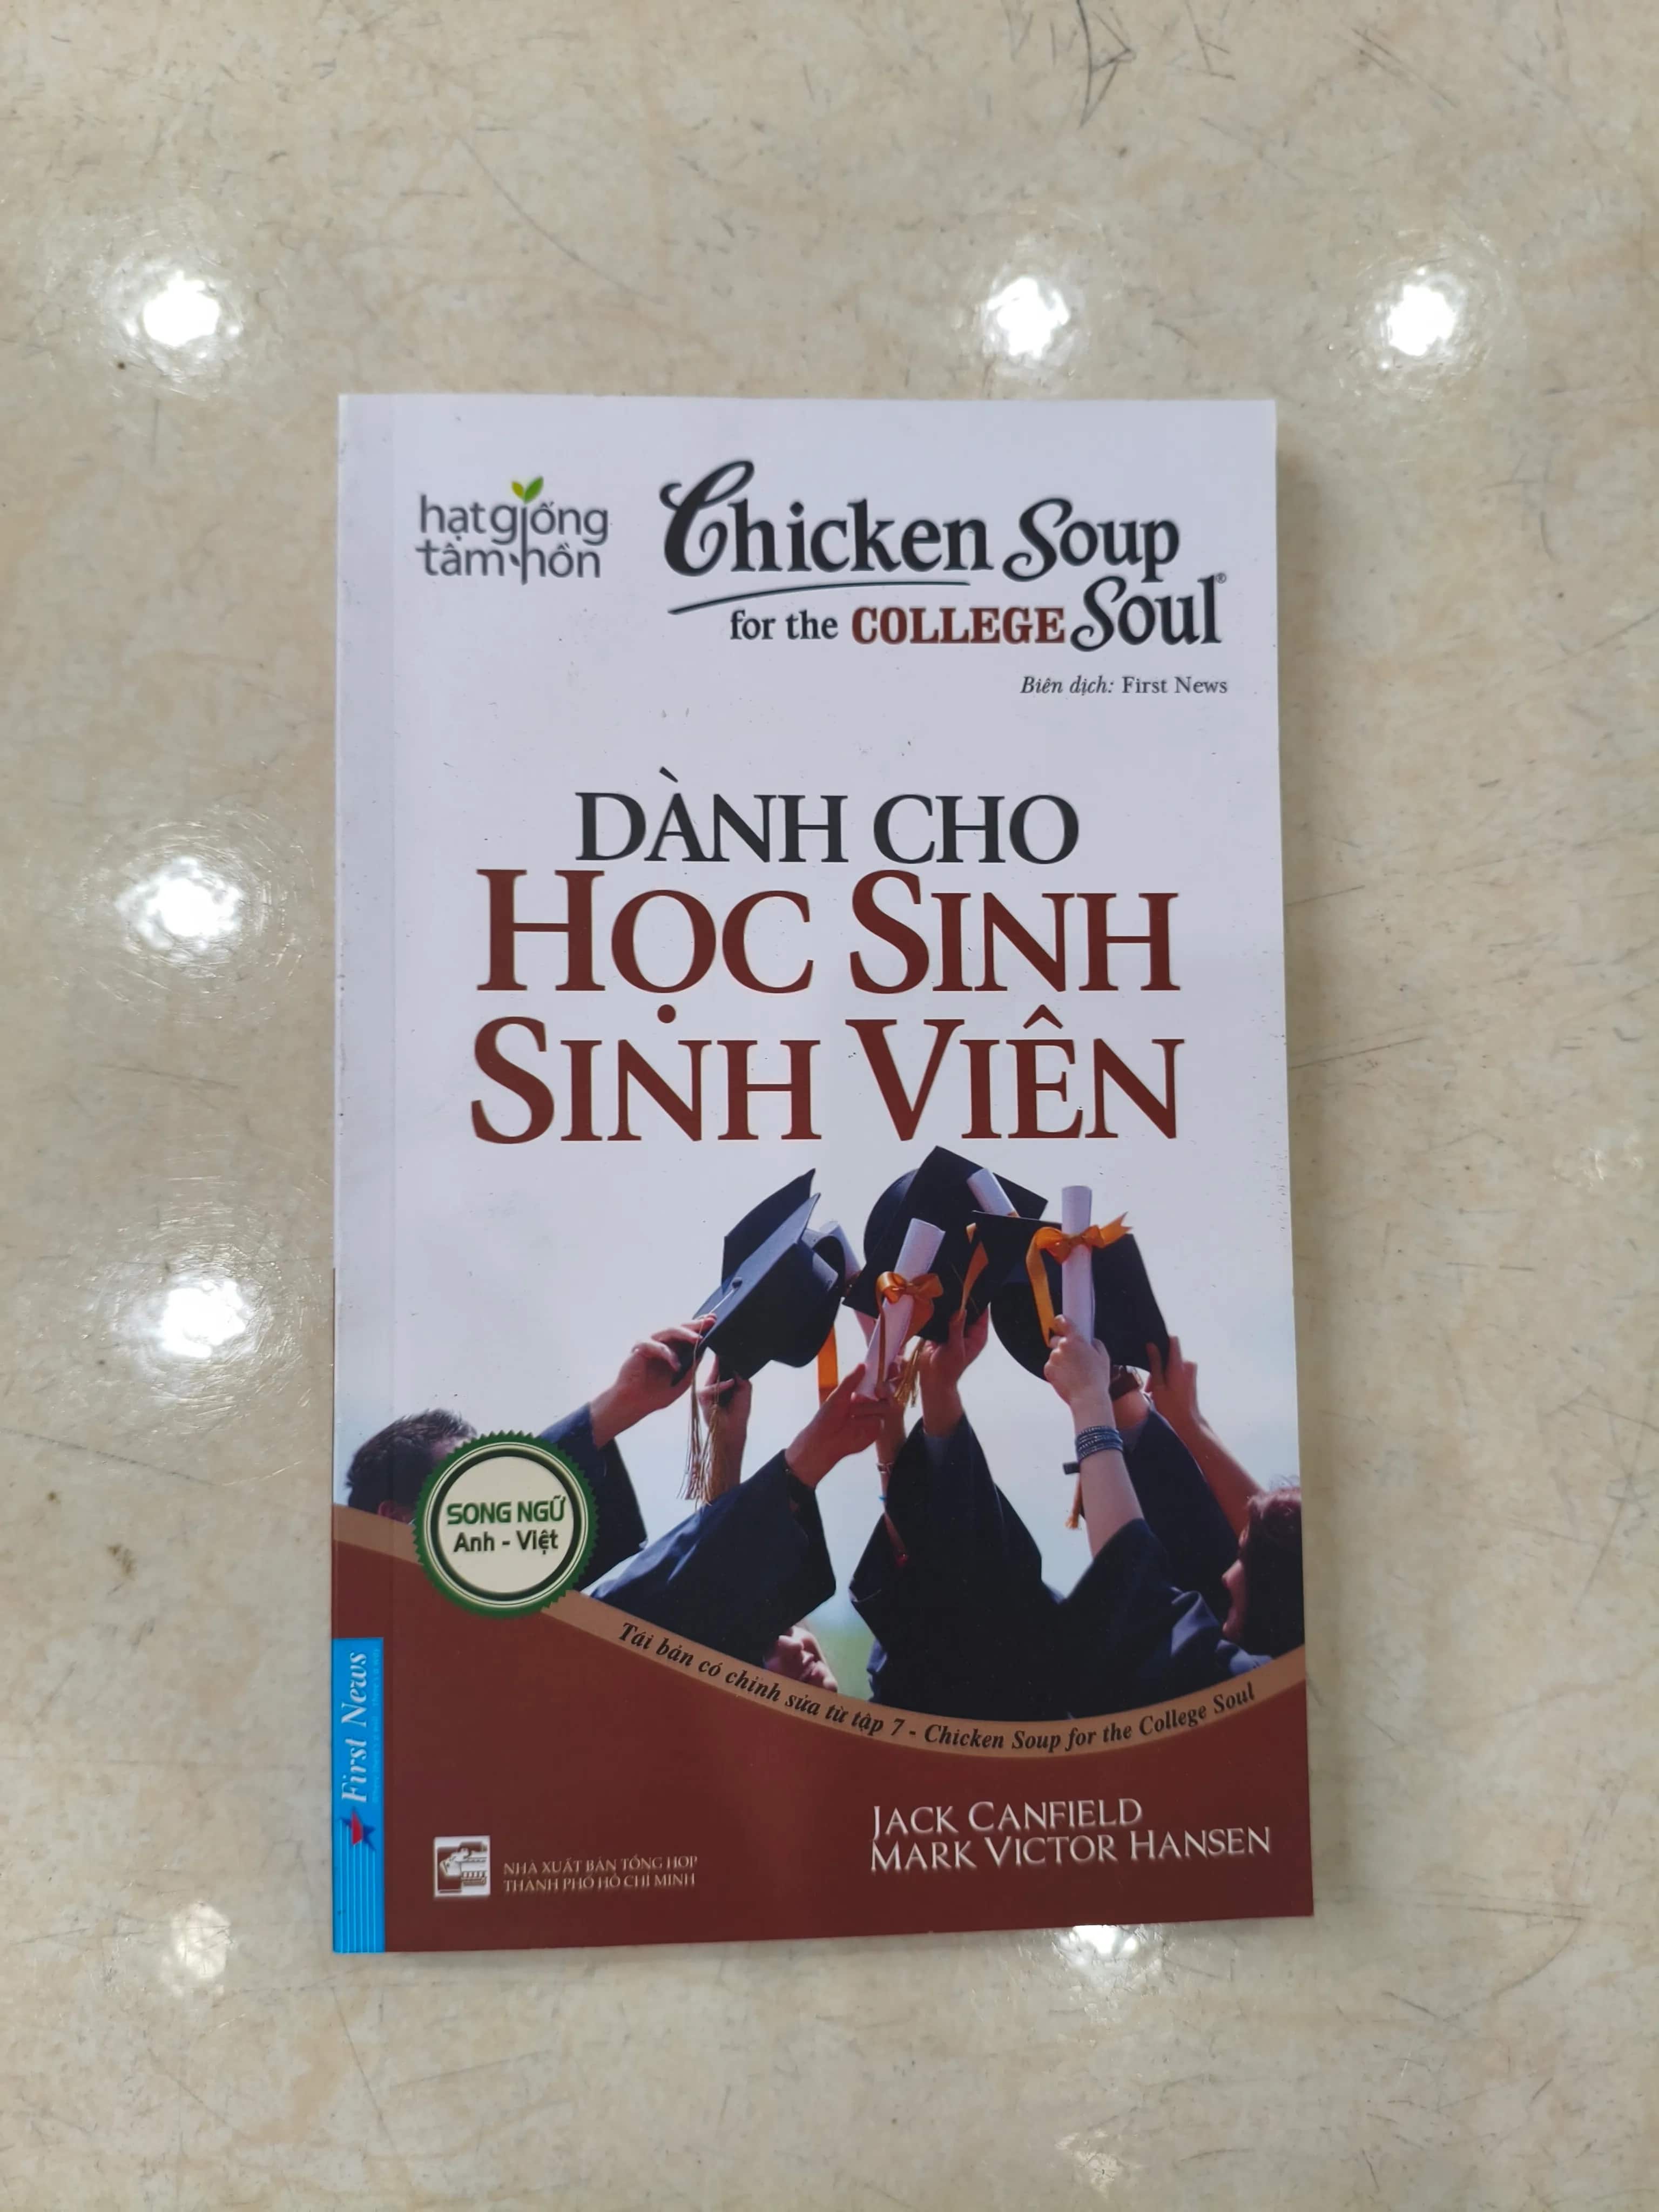 hạt giống
tâm hồn
Chicken Soup
for the COLLEGE Soul®
Biên dịch: First News
DÀNH CHO
HỌC SINH
SINH VIÊN
SONG NGỮ
Anh - Việt
Tái bản có chỉnh sửa từ tập 7 - Chicken Soup for the College Soul
First News
JACK CANFIELD
MARK VICTOR HANSEN
NHÀ XUẤT BẢN TỔNG HỢP
THÀNH PHỐ HỒ CHÍ MINH